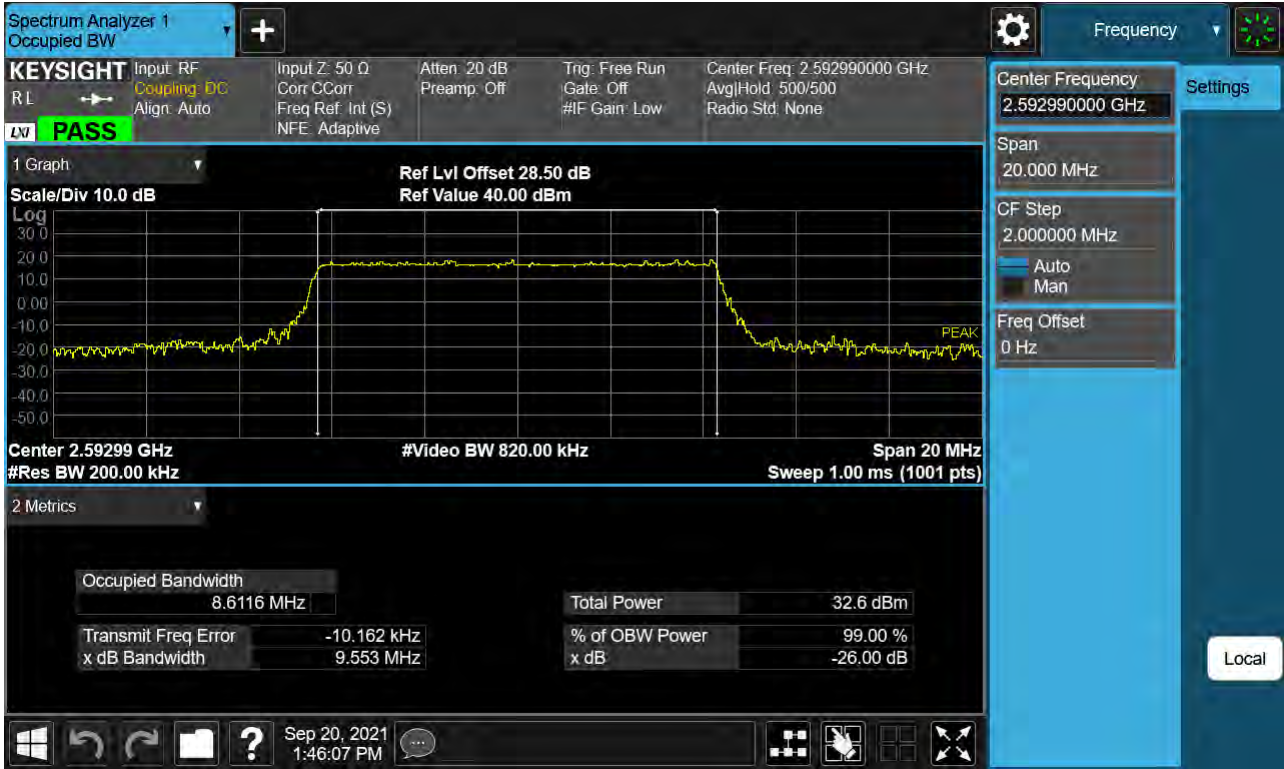 Spectrum Analyzer 1
Occupied BW
Frequency
KEYSIGHT
RL
LXI
PASS
Input: RF
Coupling: DC
Align: Auto
Input Z: 50 Ω
Corr CCorr
Freq Ref: Int (S)
NFE: Adaptive
Atten: 20 dB
Preamp: Off
Trig: Free Run
Gate: Off
#IF Gain: Low
Center Freq: 2.592990000 GHz
Avg|Hold: 500/500
Radio Std: None
1 Graph
Scale/Div 10.0 dB
Ref Lvl Offset 28.50 dB
Ref Value 40.00 dBm
Log
30.0
20.0
10.0
0.00
-10.0
-20.0
-30.0
-40.0
-50.0
PEAK
Center 2.59299 GHz
#Video BW 820.00 kHz
Span 20 MHz
#Res BW 200.00 kHz
Sweep 1.00 ms (1001 pts)
2 Metrics
Occupied Bandwidth
8.6116 MHz
Transmit Freq Error -10.162 kHz
x dB Bandwidth 9.553 MHz
Total Power 32.6 dBm
% of OBW Power 99.00 %
x dB -26.00 dB
Center Frequency
2.592990000 GHz
Span
20.000 MHz
CF Step
2.000000 MHz
Auto
Man
Freq Offset
0 Hz
Settings
Local
?
Sep 20, 2021
1:46:07 PM